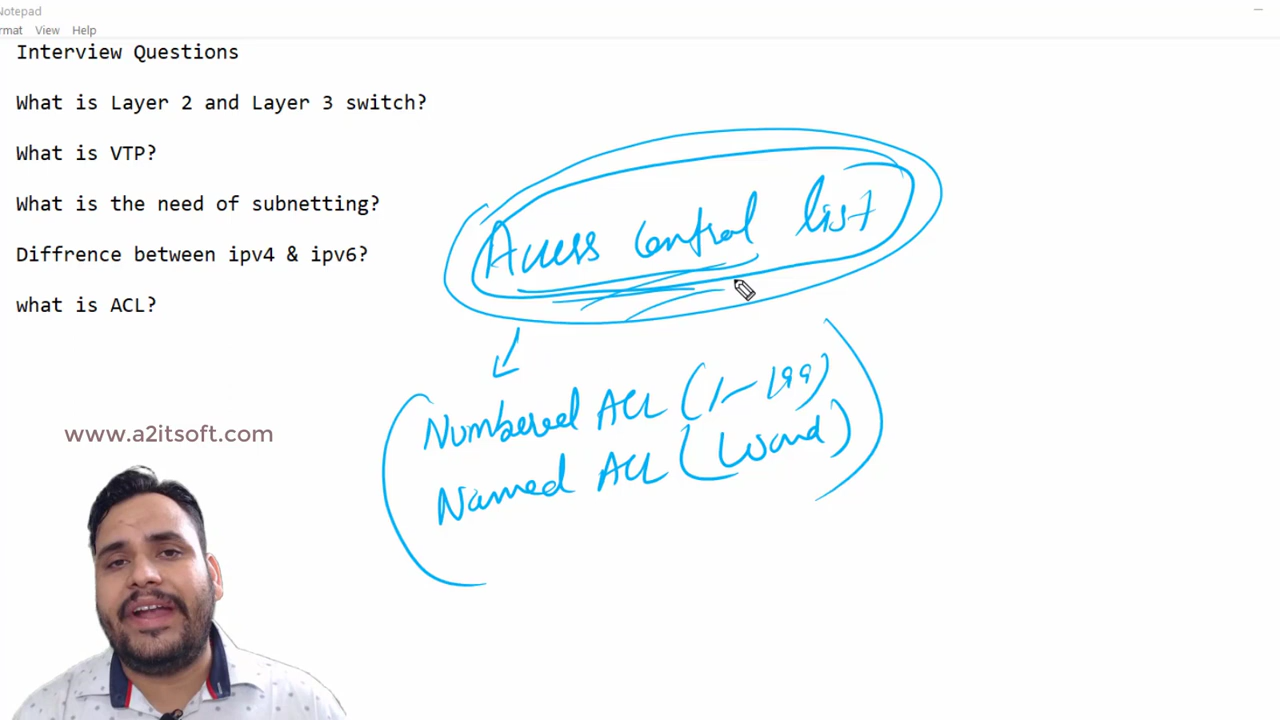 Notepad
rmat View Help
Interview Questions
What is Layer 2 and Layer 3 switch?
What is VTP?
What is the need of subnetting?
Diffrence between ipv4 & ipv6?
what is ACL?
Access control list
Numbered ACL (1-199)
Named ACL (Word)
www.a2itsoft.com